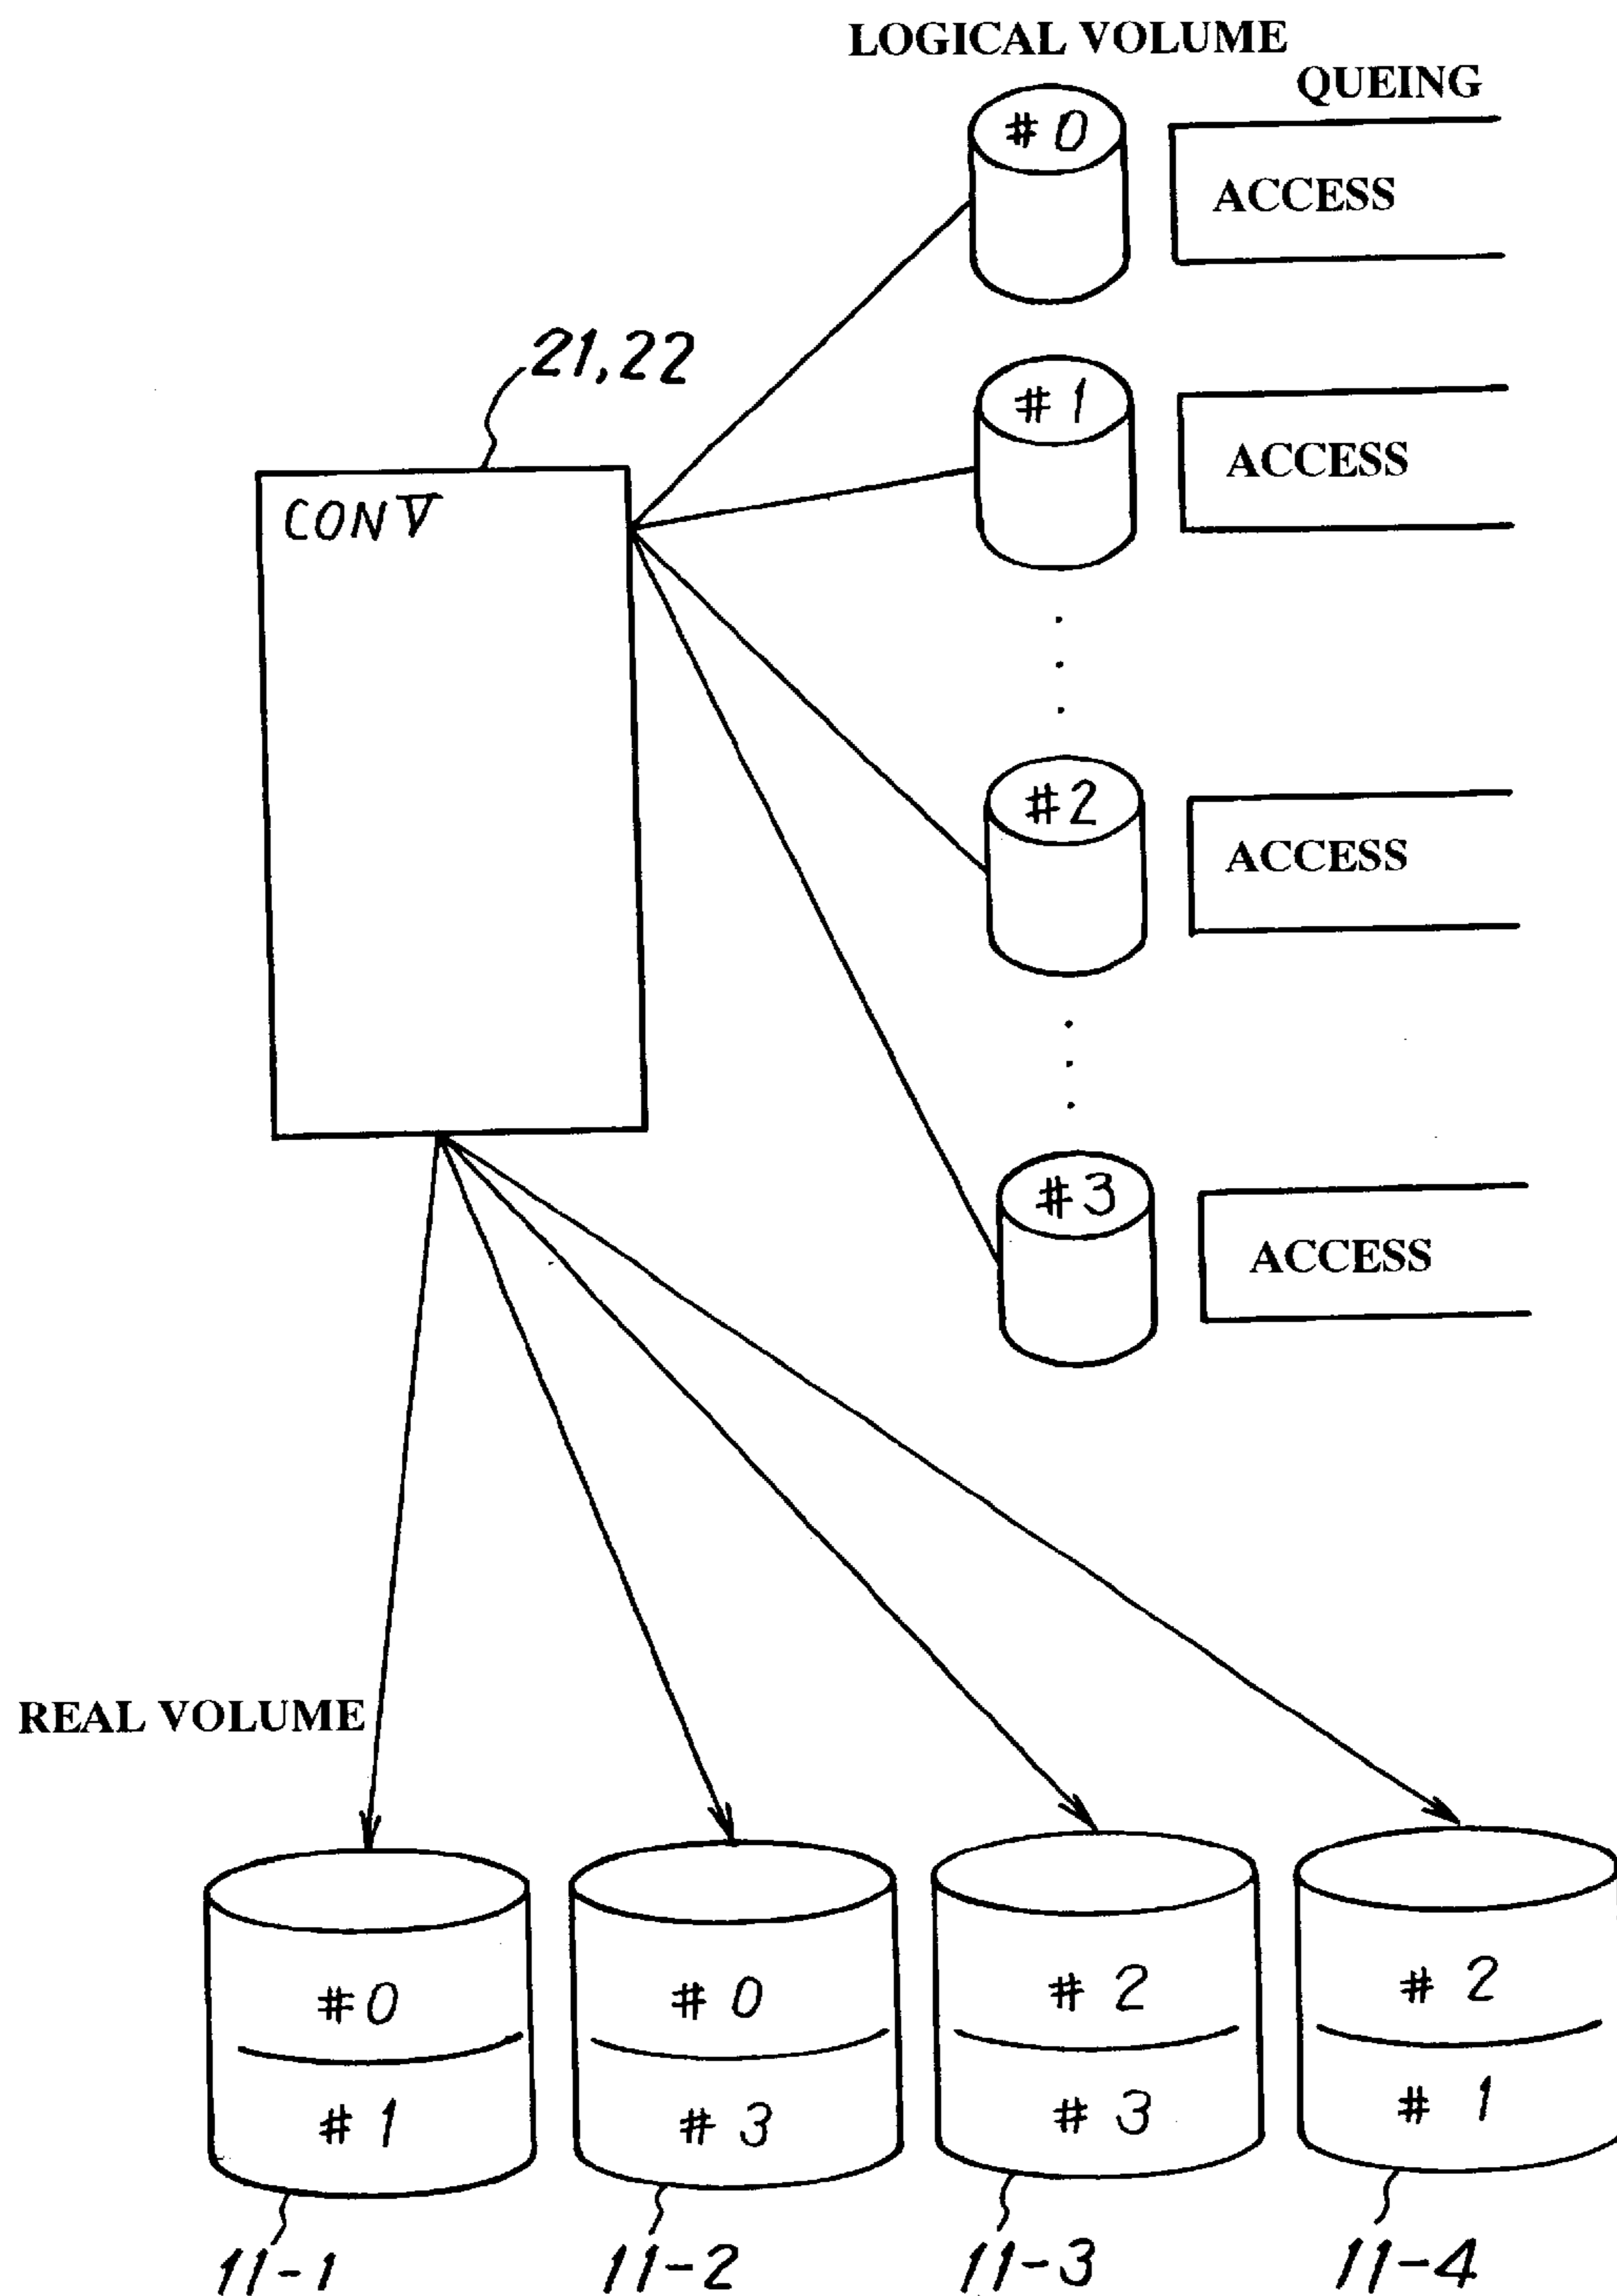 LOGICAL VOLUME
QUEING
#0
ACCESS
21,22
#1
ACCESS
CONV
#2
ACCESS
#3
ACCESS
REAL VOLUME
#0
#0
#2
#2
#1
#3
#3
#1
11-1
11-2
11-3
11-4